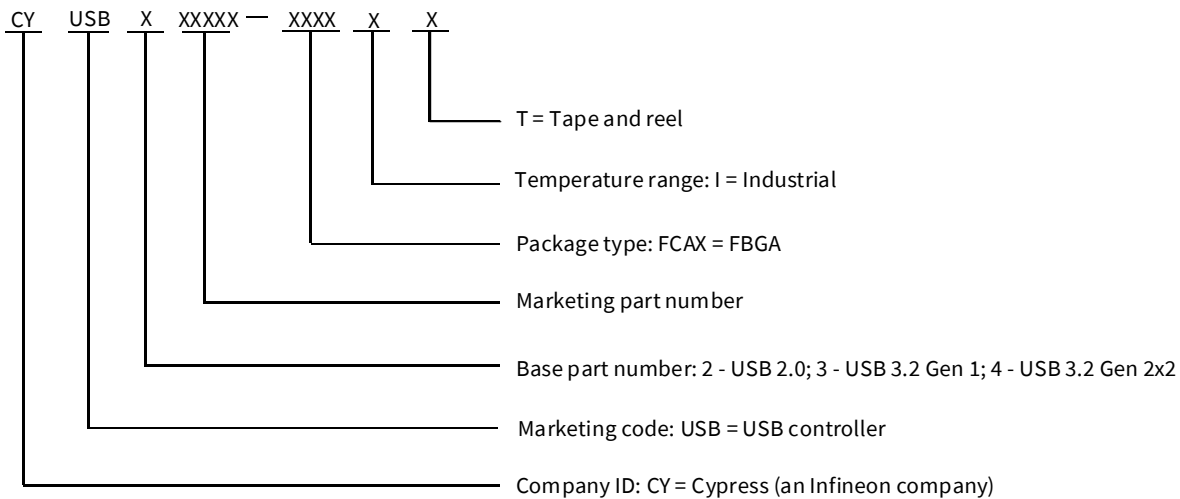 CY USB X XXXXX — XXXX X X
T = Tape and reel
Temperature range: I = Industrial
Package type: FCAX = FBGA
Marketing part number
Base part number: 2 - USB 2.0; 3 - USB 3.2 Gen 1; 4 - USB 3.2 Gen 2x2
Marketing code: USB = USB controller
Company ID: CY = Cypress (an Infineon company)